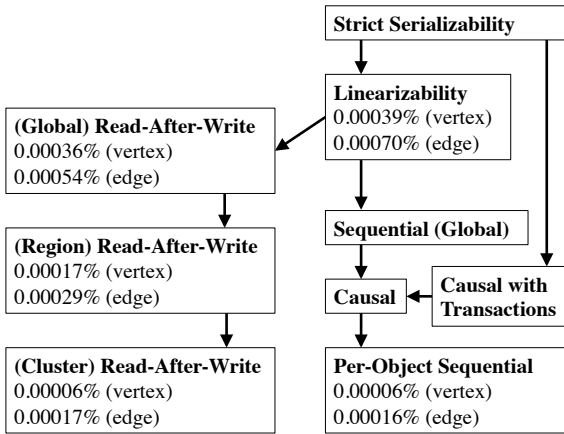 Strict Serializability
Linearizability
0.00039% (vertex)
0.00070% (edge)
(Global) Read-After-Write
0.00036% (vertex)
0.00054% (edge)
Sequential (Global)
(Region) Read-After-Write
0.00017% (vertex)
0.00029% (edge)
Causal
Causal with
Transactions
(Cluster) Read-After-Write
0.00006% (vertex)
0.00017% (edge)
Per-Object Sequential
0.00006% (vertex)
0.00016% (edge)